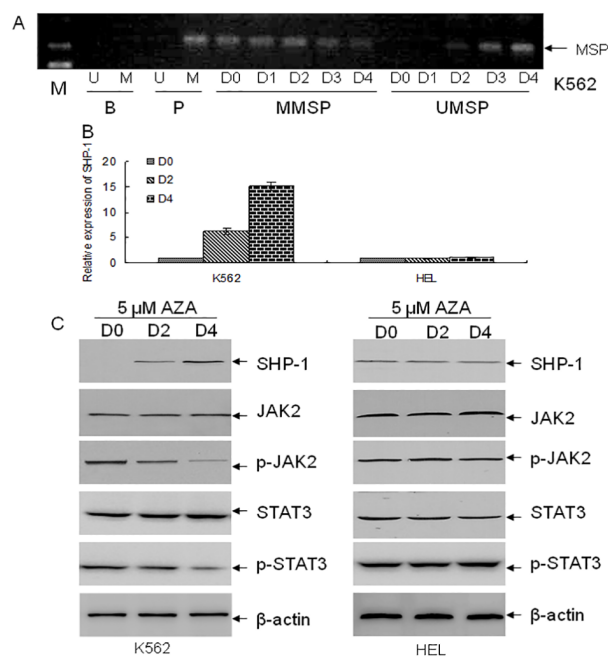 A
MSP
M
U M U M D0 D1 D2 D3 D4 D0 D1 D2 D3 D4 K562
B P MMSP UMSP
B
Relative expression of SHP-1
20
15
10
5
0
D0
D2
D4
K562 HEL
C
5 μM AZA 5 μM AZA
D0 D2 D4 D0 D2 D4
SHP-1 SHP-1
JAK2 JAK2
p-JAK2 p-JAK2
STAT3 STAT3
p-STAT3 p-STAT3
β-actin β-actin
K562 HEL